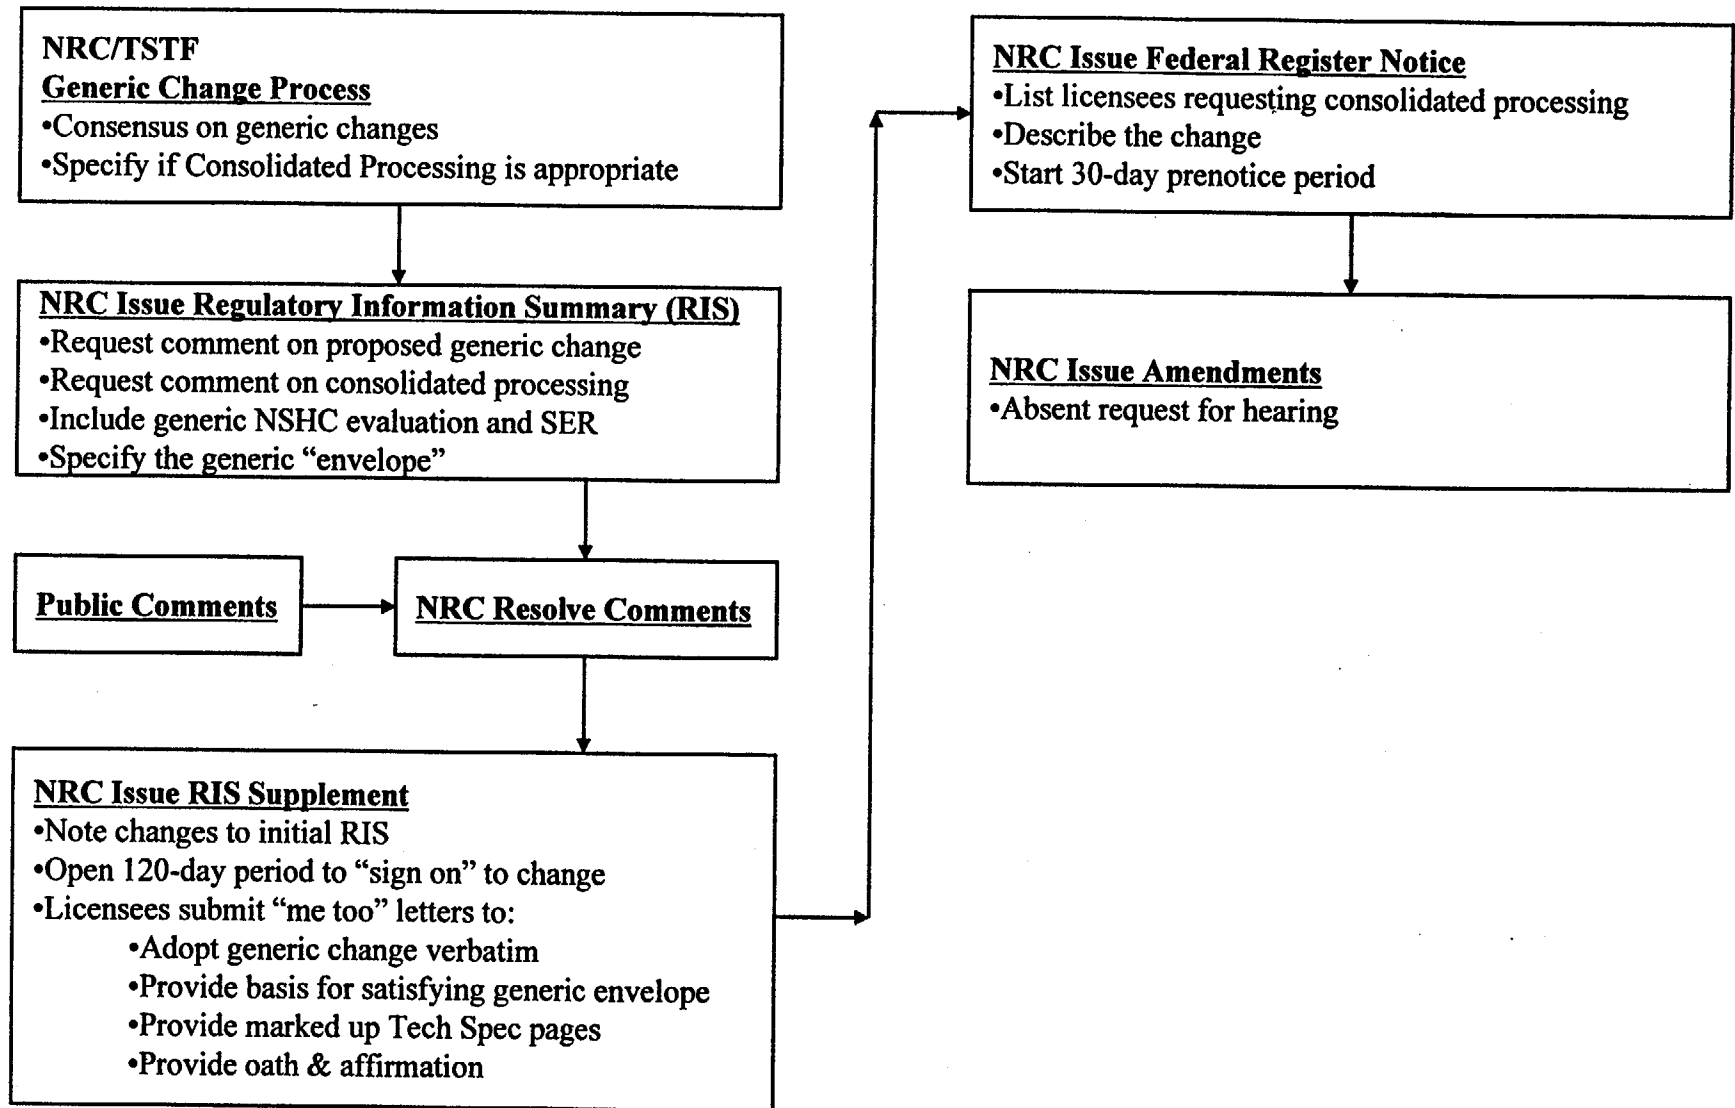 NRC/TSTF
Generic Change Process
•Consensus on generic changes
•Specify if Consolidated Processing is appropriate
NRC Issue Regulatory Information Summary (RIS)
•Request comment on proposed generic change
•Request comment on consolidated processing
•Include generic NSHC evaluation and SER
•Specify the generic “envelope”
Public Comments
NRC Resolve Comments
NRC Issue RIS Supplement
•Note changes to initial RIS
•Open 120-day period to “sign on” to change
•Licensees submit “me too” letters to:
•Adopt generic change verbatim
•Provide basis for satisfying generic envelope
•Provide marked up Tech Spec pages
•Provide oath & affirmation
NRC Issue Federal Register Notice
•List licensees requesting consolidated processing
•Describe the change
•Start 30-day prenotice period
NRC Issue Amendments
•Absent request for hearing